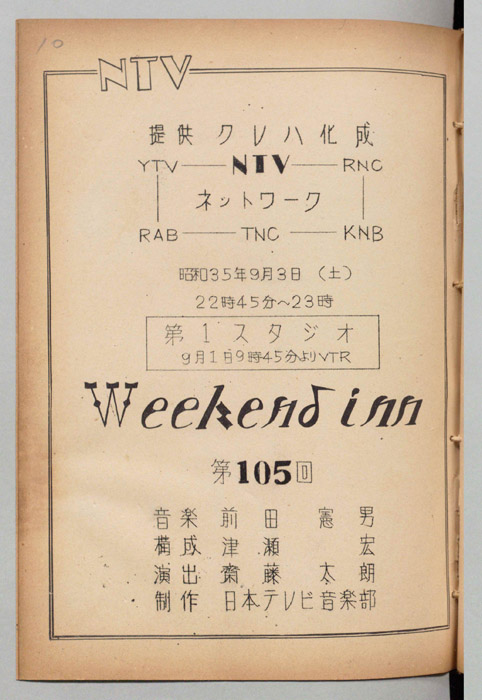 10
NTV
提供 クレハ化成
YTV―NTV―RNC
ネットワーク
RAB―TNC―KNB
昭和35年9月3日 (土)
22時45分～23時
第1スタジオ
9月1日9時45分よりVTR
Weekend inn
第105回
音楽 前田憲男
構成 津瀬宏
演出 齋藤太朗
制作 日本テレビ音楽部